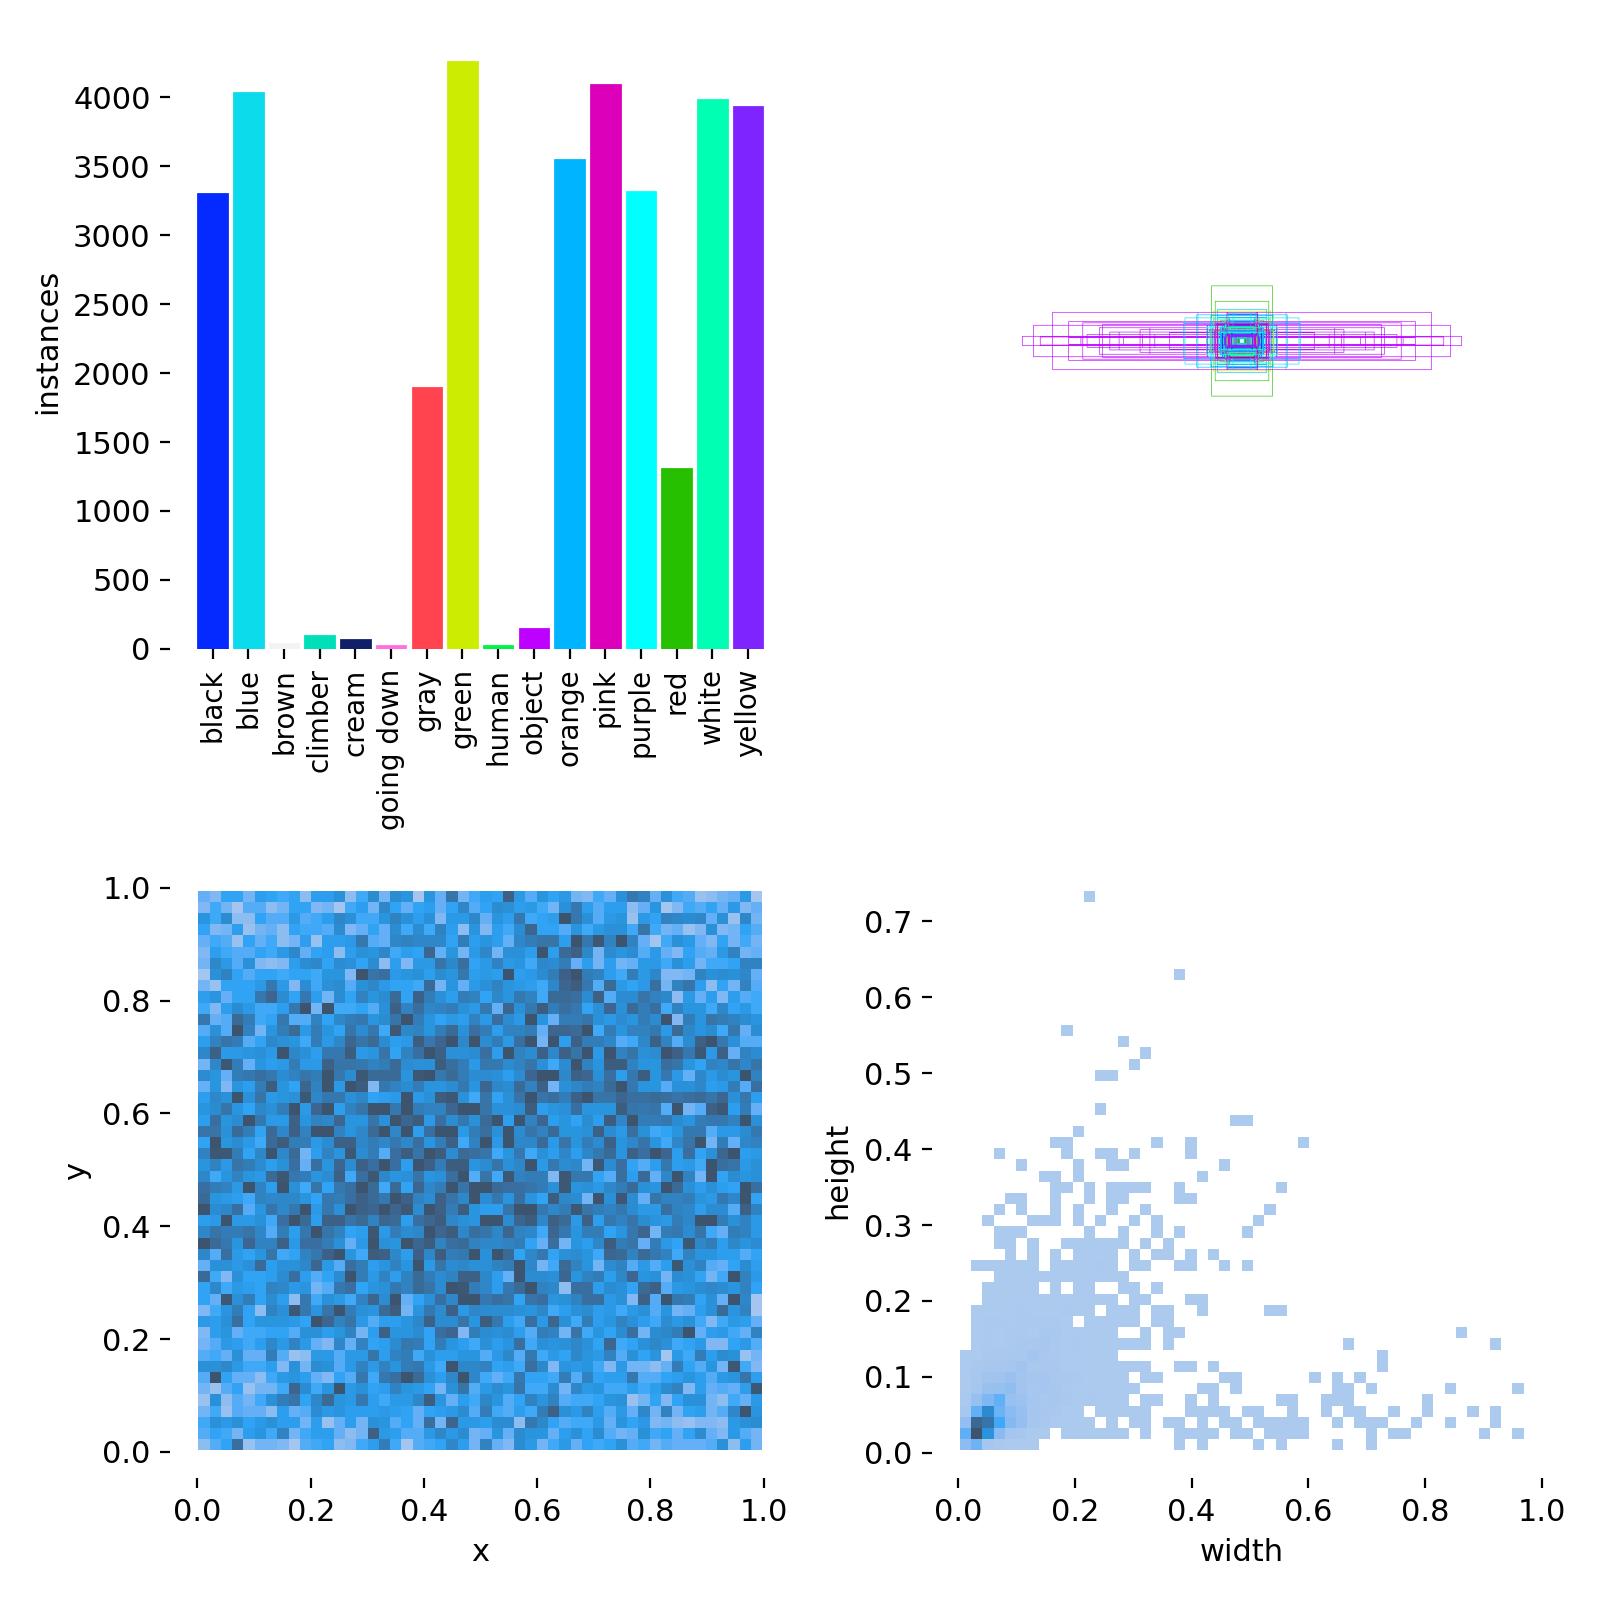 4000
3500
3000
2500
2000
1500
1000
500
0
instances
black
blue
brown
climber
cream
going down
gray
green
human
object
orange
pink
purple
red
white
yellow
1.0
0.8
0.6
0.4
0.2
0.0
y
0.0 0.2 0.4 0.6 0.8 1.0
x
0.7
0.6
0.5
0.4
0.3
0.2
0.1
0.0
height
0.0 0.2 0.4 0.6 0.8 1.0
width